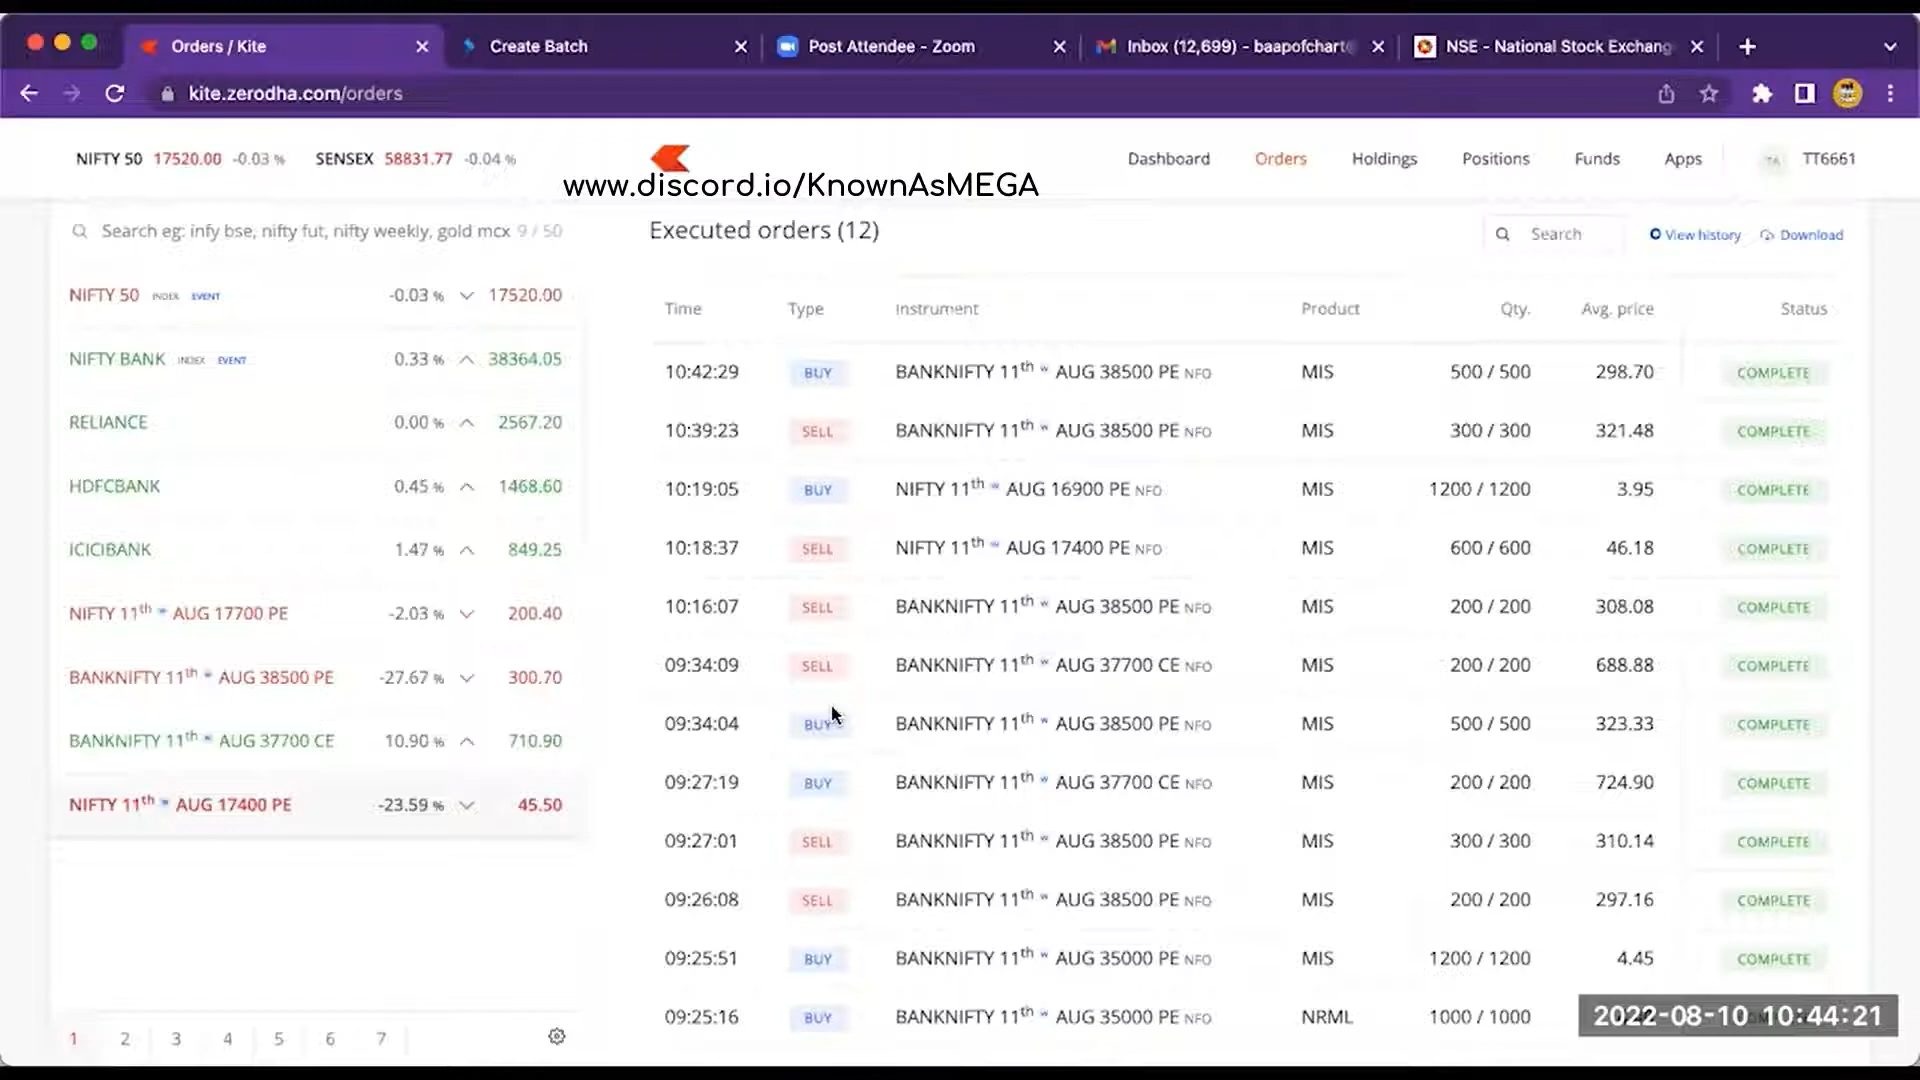 Orders / Kite
Create Batch
Post Attendee - Zoom
Inbox (12,699) - baapofchart
NSE - National Stock Exchang
kite.zerodha.com/orders
NIFTY 50 17520.00 -0.03 % SENSEX 58831.77 -0.04 %
Dashboard Orders Holdings Positions Funds Apps TT6661
www.discord.io/KnownAsMEGA
Search eg: infy bse, nifty fut, nifty weekly, gold mcx 9 / 50
NIFTY 50 INDEX EVENT -0.03 % 17520.00
NIFTY BANK INDEX EVENT 0.33 % 38364.05
RELIANCE 0.00 % 2567.20
HDFCBANK 0.45 % 1468.60
ICICIBANK 1.47 % 849.25
NIFTY 11th w AUG 17700 PE -2.03 % 200.40
BANKNIFTY 11th w AUG 38500 PE -27.67 % 300.70
BANKNIFTY 11th w AUG 37700 CE 10.90 % 710.90
NIFTY 11th w AUG 17400 PE -23.59 % 45.50
1 2 3 4 5 6 7
Executed orders (12)
Search View history Download
Time Type Instrument Product Qty. Avg. price Status
10:42:29 BUY BANKNIFTY 11th w AUG 38500 PE NFO MIS 500 / 500 298.70 COMPLETE
10:39:23 SELL BANKNIFTY 11th w AUG 38500 PE NFO MIS 300 / 300 321.48 COMPLETE
10:19:05 BUY NIFTY 11th w AUG 16900 PE NFO MIS 1200 / 1200 3.95 COMPLETE
10:18:37 SELL NIFTY 11th w AUG 17400 PE NFO MIS 600 / 600 46.18 COMPLETE
10:16:07 SELL BANKNIFTY 11th w AUG 38500 PE NFO MIS 200 / 200 308.08 COMPLETE
09:34:09 SELL BANKNIFTY 11th w AUG 37700 CE NFO MIS 200 / 200 688.88 COMPLETE
09:34:04 BUY BANKNIFTY 11th w AUG 38500 PE NFO MIS 500 / 500 323.33 COMPLETE
09:27:19 BUY BANKNIFTY 11th w AUG 37700 CE NFO MIS 200 / 200 724.90 COMPLETE
09:27:01 SELL BANKNIFTY 11th w AUG 38500 PE NFO MIS 300 / 300 310.14 COMPLETE
09:26:08 SELL BANKNIFTY 11th w AUG 38500 PE NFO MIS 200 / 200 297.16 COMPLETE
09:25:51 BUY BANKNIFTY 11th w AUG 35000 PE NFO MIS 1200 / 1200 4.45 COMPLETE
09:25:16 BUY BANKNIFTY 11th w AUG 35000 PE NFO NRML 1000 / 1000
2022-08-10 10:44:21